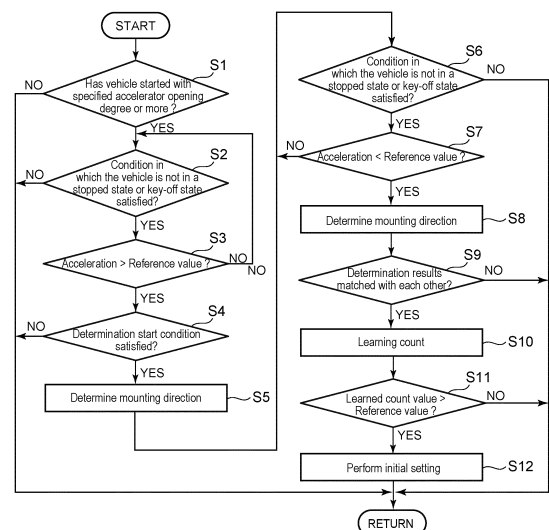 START
S1
NO
Has vehicle started with
specified accelerator opening
degree or more ?
YES
S2
NO
Condition in
which the vehicle is not in a
stopped state or key-off state
satisfied?
YES
S3
Acceleration > Reference value ?
NO
NO
YES
S4
NO
Determination start condition
satisfied?
YES
Determine mounting direction
S5
S6
Condition in
which the vehicle is not in a
stopped state or key-off state
satisfied?
NO
YES
S7
NO
Acceleration < Reference value ?
YES
Determine mounting direction
S8
S9
Determination results
matched with each other?
NO
YES
Learning count
S10
S11
Learned count value >
Reference value ?
NO
YES
Perform initial setting
S12
RETURN